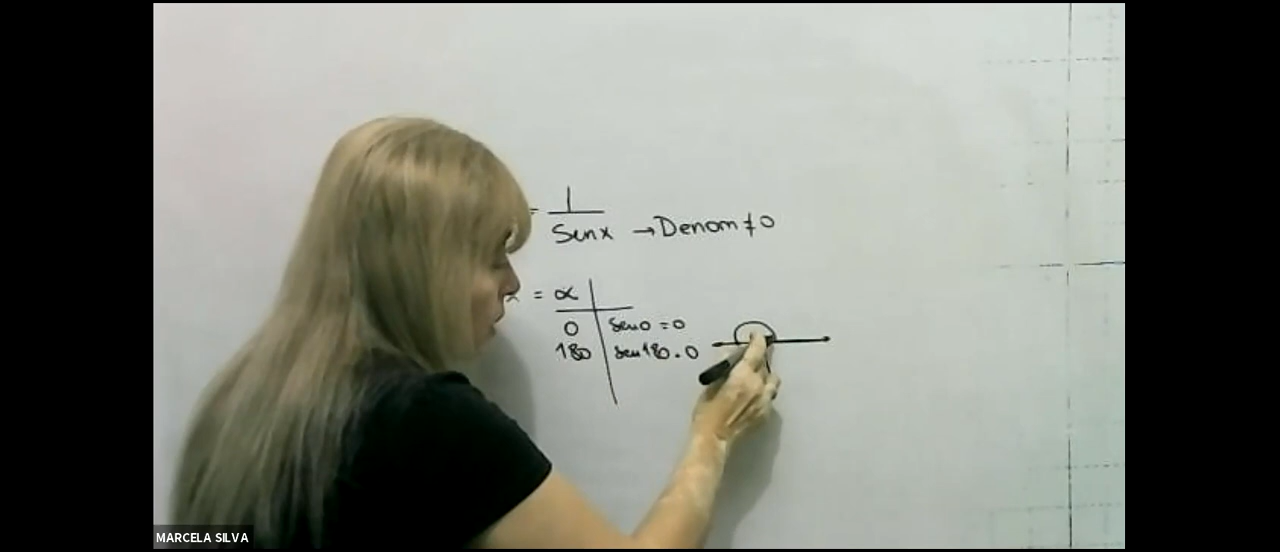 = 1
Senx → Denom ≠ 0
= α
0 sen0 = 0
180 sen180 = 0
MARCELA SILVA